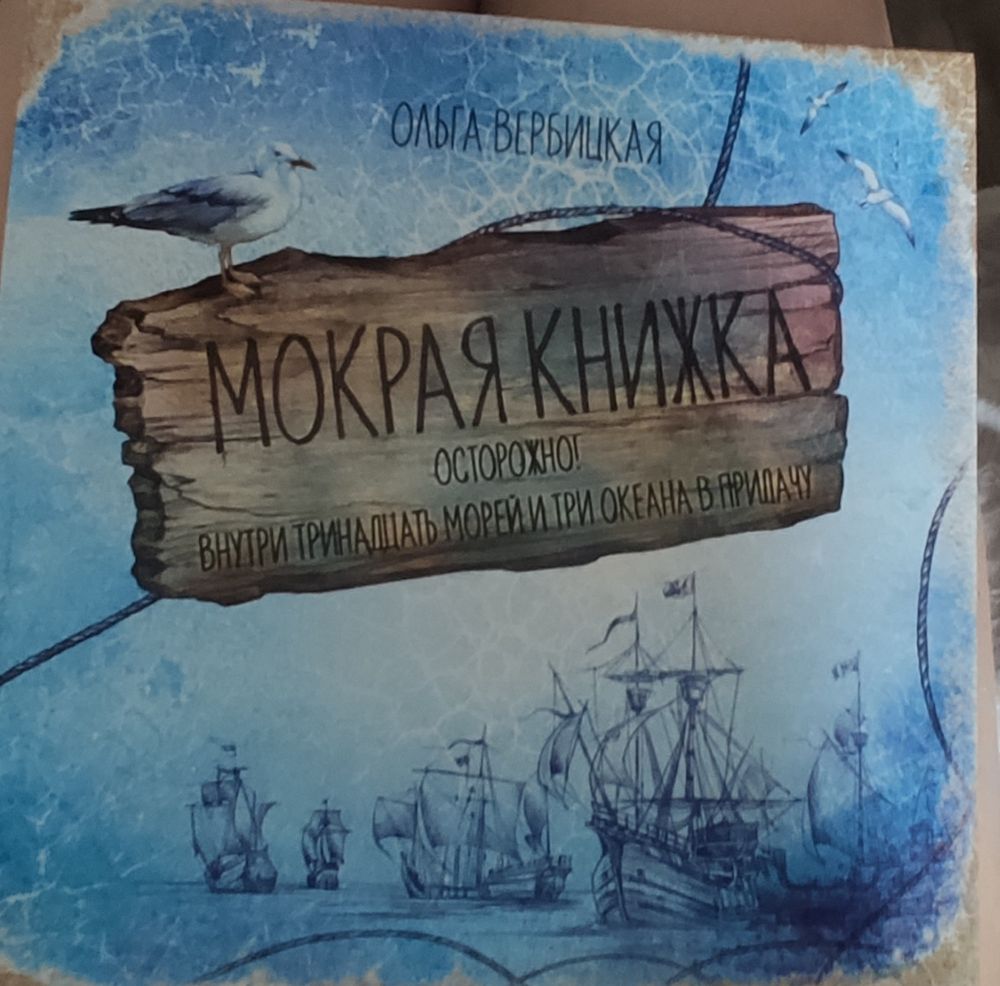 ОЛЬГА ВЕРБИЦКАЯ
МОКРАЯ КНИЖКА
ОСТОРОЖНО!
ВНУТРИ ТРИНАДЦАТЬ МОРЕЙ И ТРИ ОКЕАНА В ПРИДАЧУ